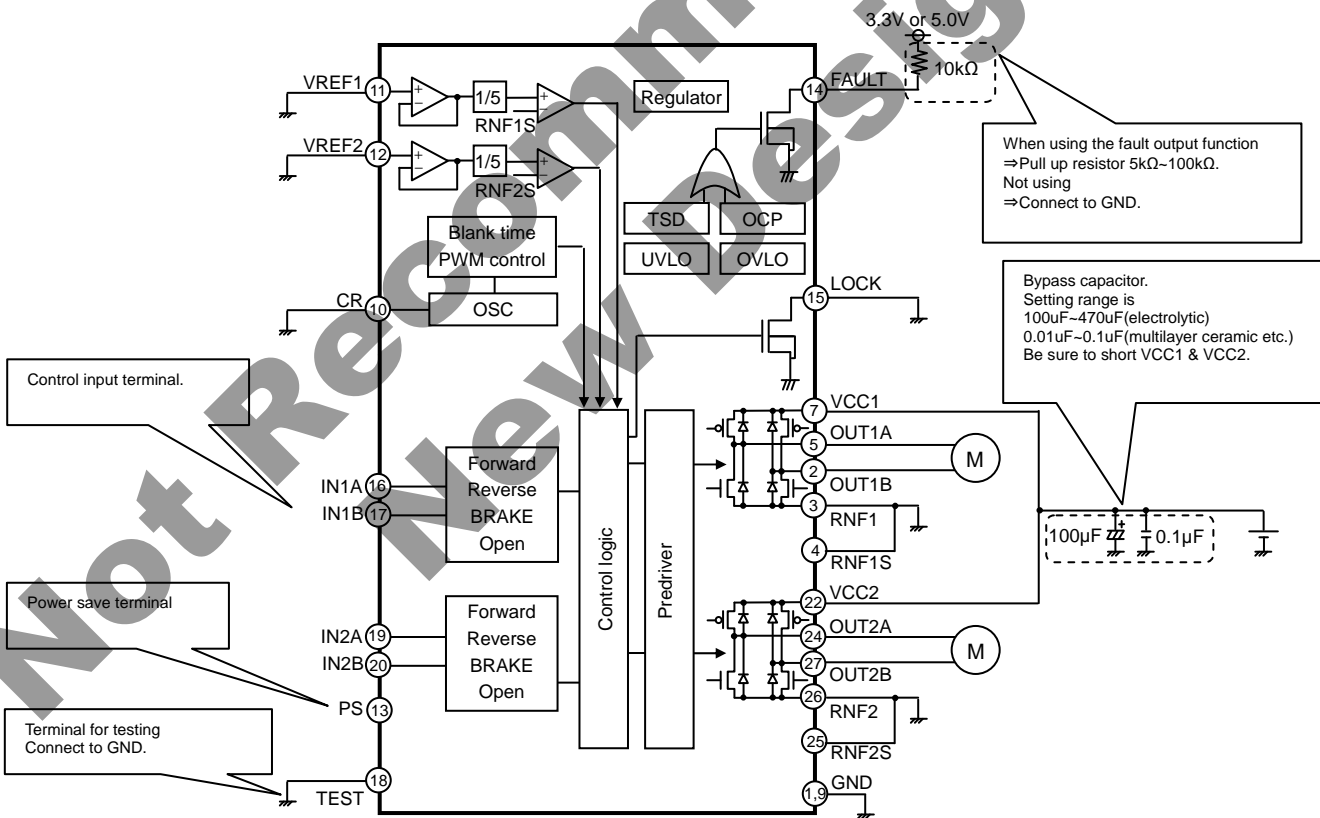 Not Recommended for
New Designs
3.3V or 5.0V
10kΩ
VREF1
11
1/5
RNF1S
Regulator
14
FAULT
When using the fault output function
⇒Pull up resistor 5kΩ~100kΩ.
Not using
⇒Connect to GND.
VREF2
12
1/5
RNF2S
TSD
OCP
UVLO
OVLO
Blank time
PWM control
OSC
CR
10
LOCK
15
Bypass capacitor.
Setting range is
100uF~470uF(electrolytic)
0.01uF~0.1uF(multilayer ceramic etc.)
Be sure to short VCC1 & VCC2.
Control input terminal.
IN1A
16
IN1B
17
Forward
Reverse
BRAKE
Open
Control logic
Predriver
7
VCC1
5
OUT1A
M
2
OUT1B
3
RNF1
4
RNF1S
100µF
+
0.1µF
Power save terminal
IN2A
19
IN2B
20
Forward
Reverse
BRAKE
Open
22
VCC2
24
OUT2A
M
27
OUT2B
26
RNF2
25
RNF2S
PS
13
Terminal for testing
Connect to GND.
18
TEST
1,9
GND